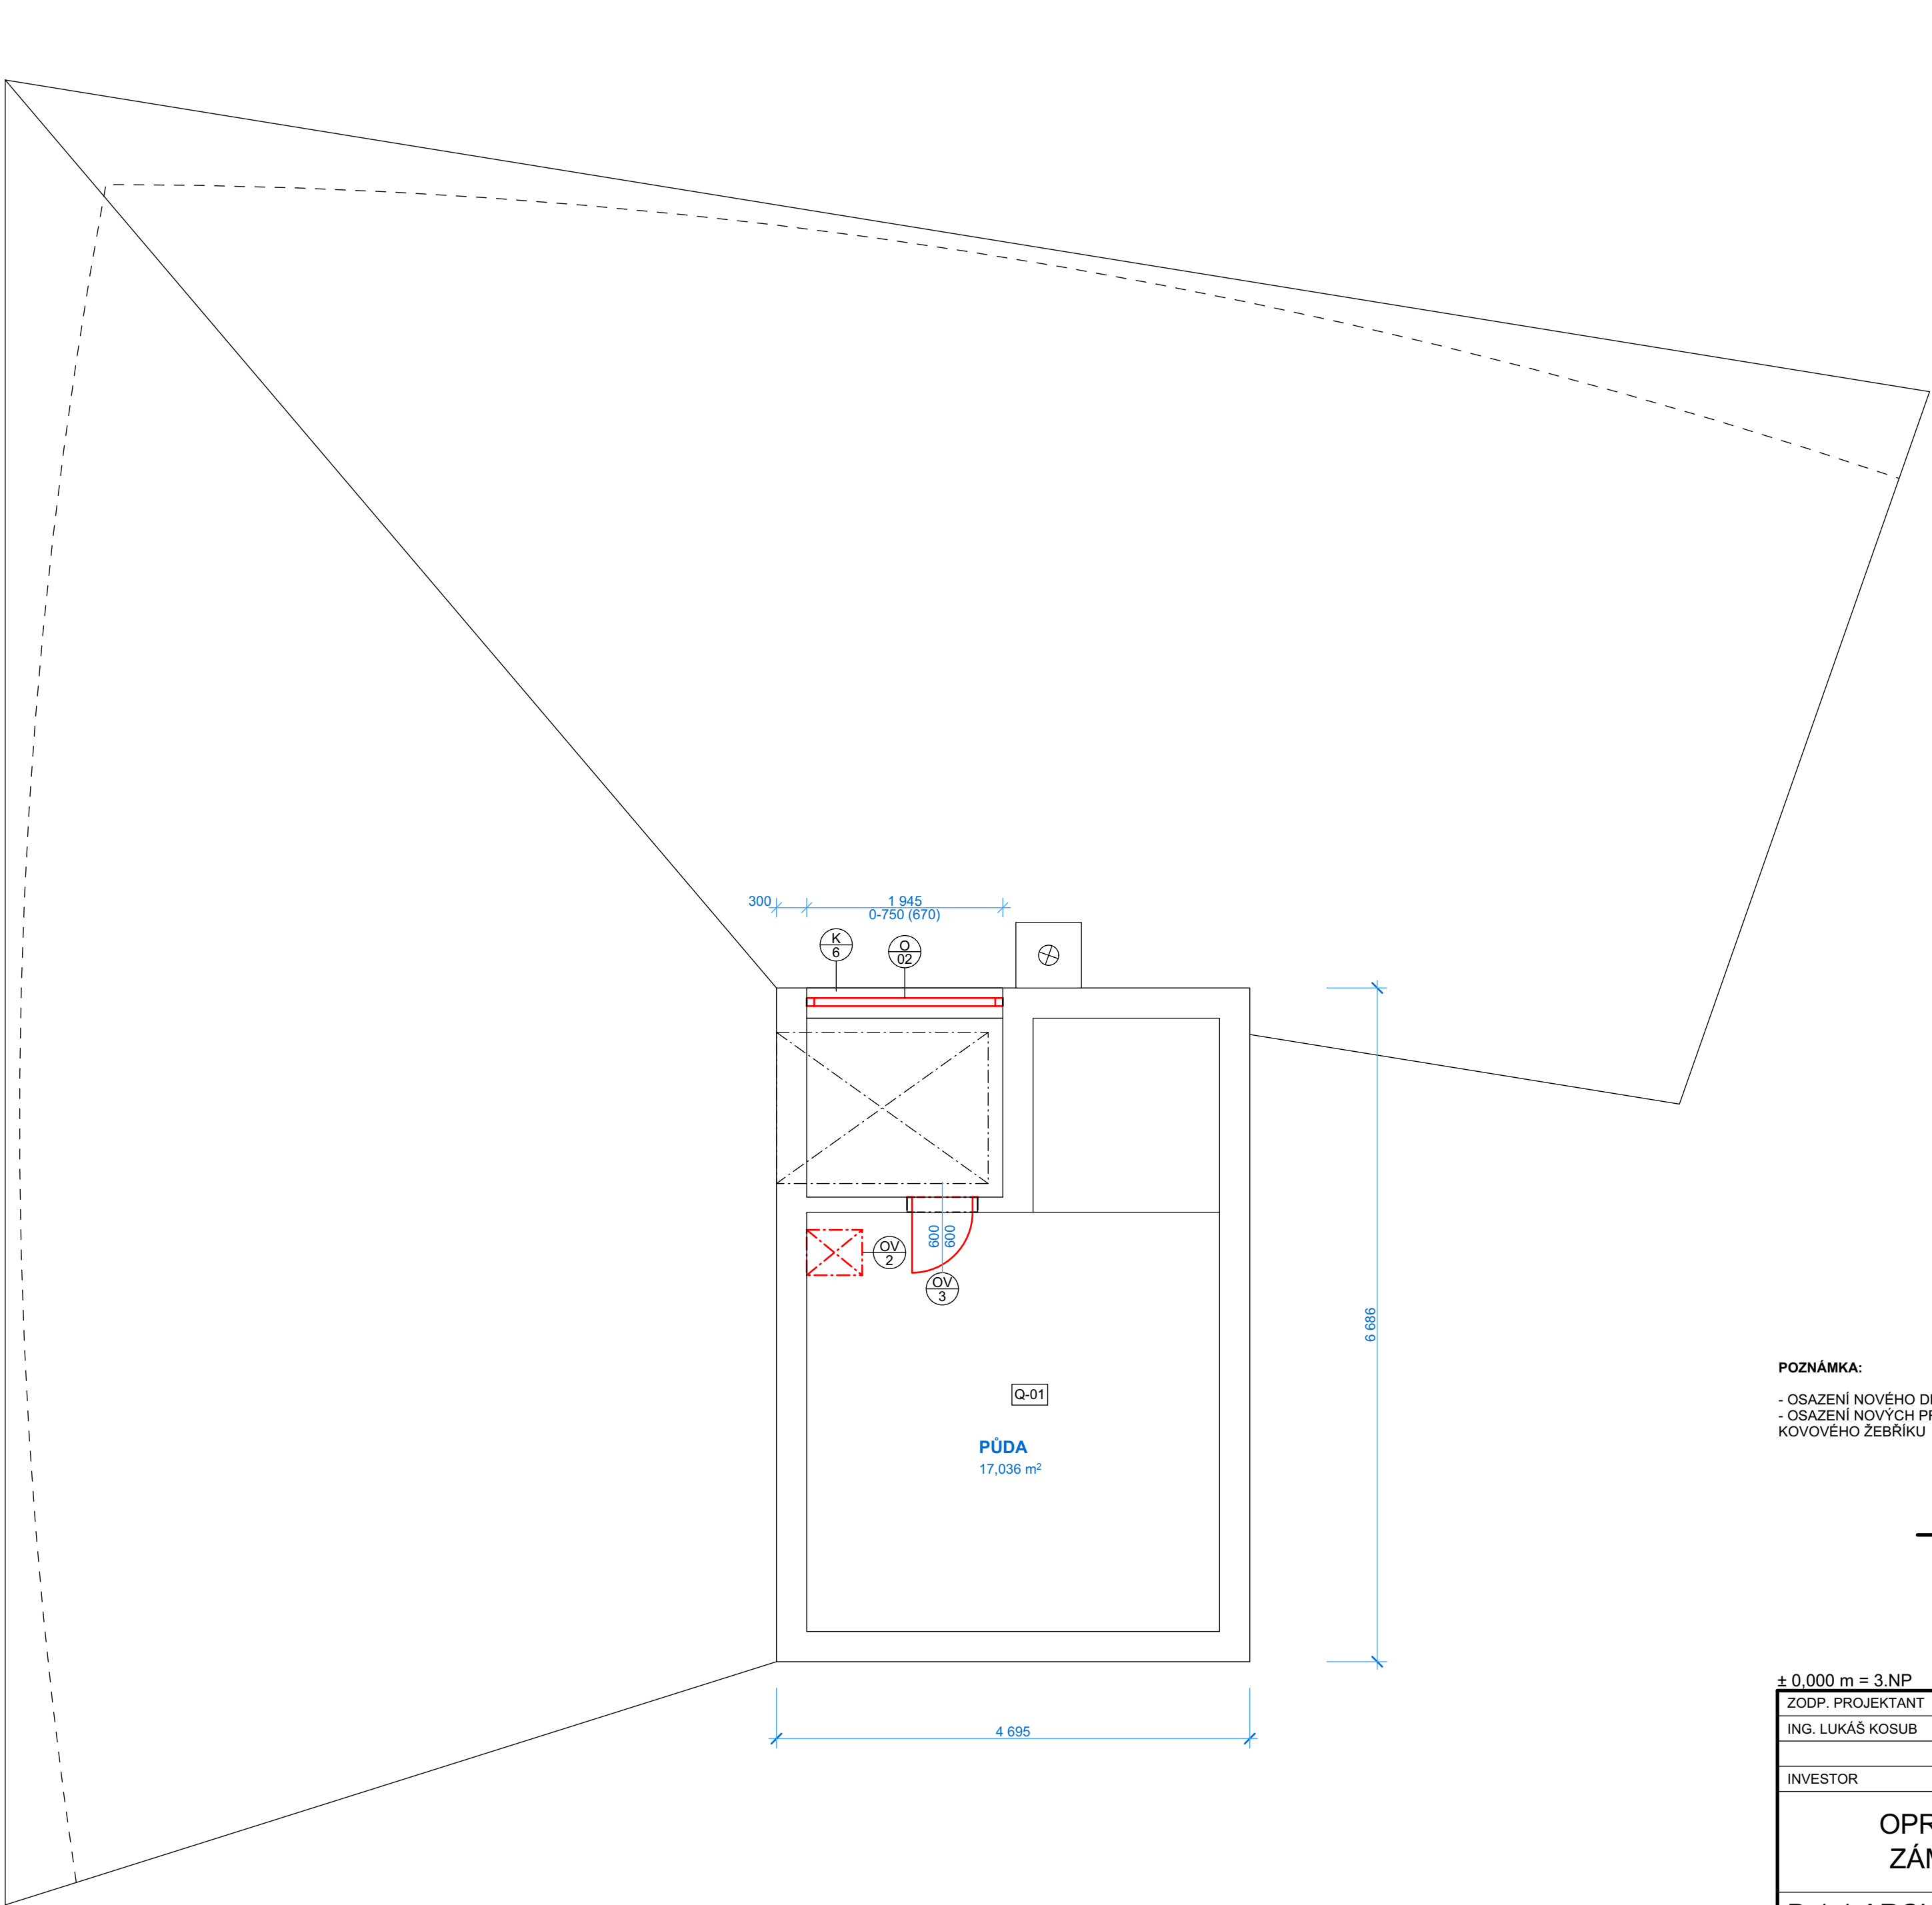 300
1 945
0-750 (670)
K
6
O
02
600
600
OV
2
OV
3
6 686
Q-01
PŮDA
17,036 m²
4 695
POZNÁMKA:
- OSAZENÍ NOVÉHO
- OSAZENÍ NOVÝCH
KOVOVÉHO ŽEBŘÍKU
± 0,000 m = 3.NP
ZODP. PROJEKTANT
ING. LUKÁŠ KOSUB
INVESTOR